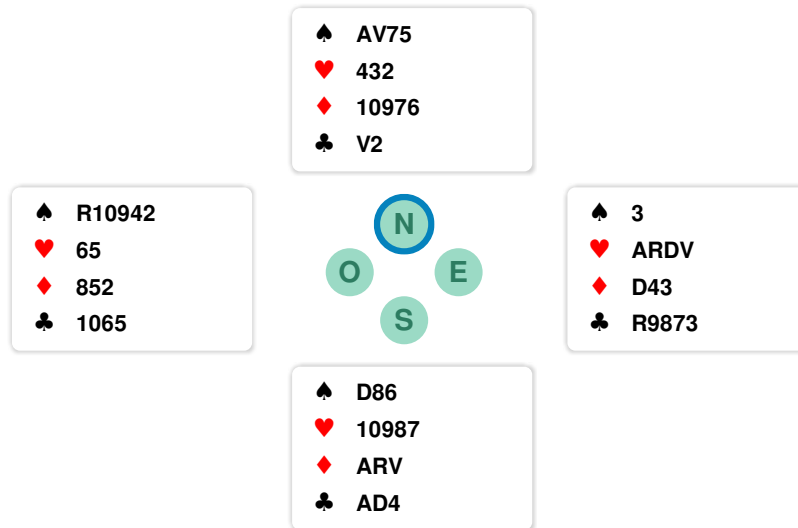 ♠ AV75
♥ 432
♦ 10976
♣ V2
♠ R10942
♥ 65
♦ 852
♣ 1065
N
O
E
S
♠ 3
♥ ARDV
♦ D43
♣ R9873
♠ D86
♥ 10987
♦ ARV
♣ AD4